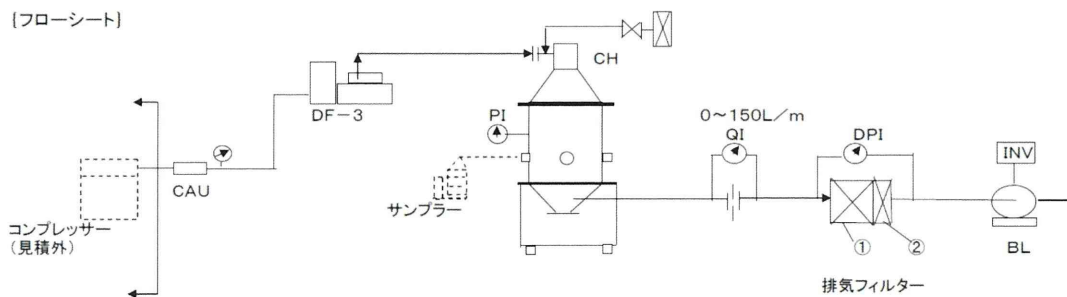 {フローシート}
CH
DF－3
PI
0～150L／m
QI
DPI
INV
CAU
サンプラー
コンプレッサー
(見積外)
① ②
BL
排気フィルター